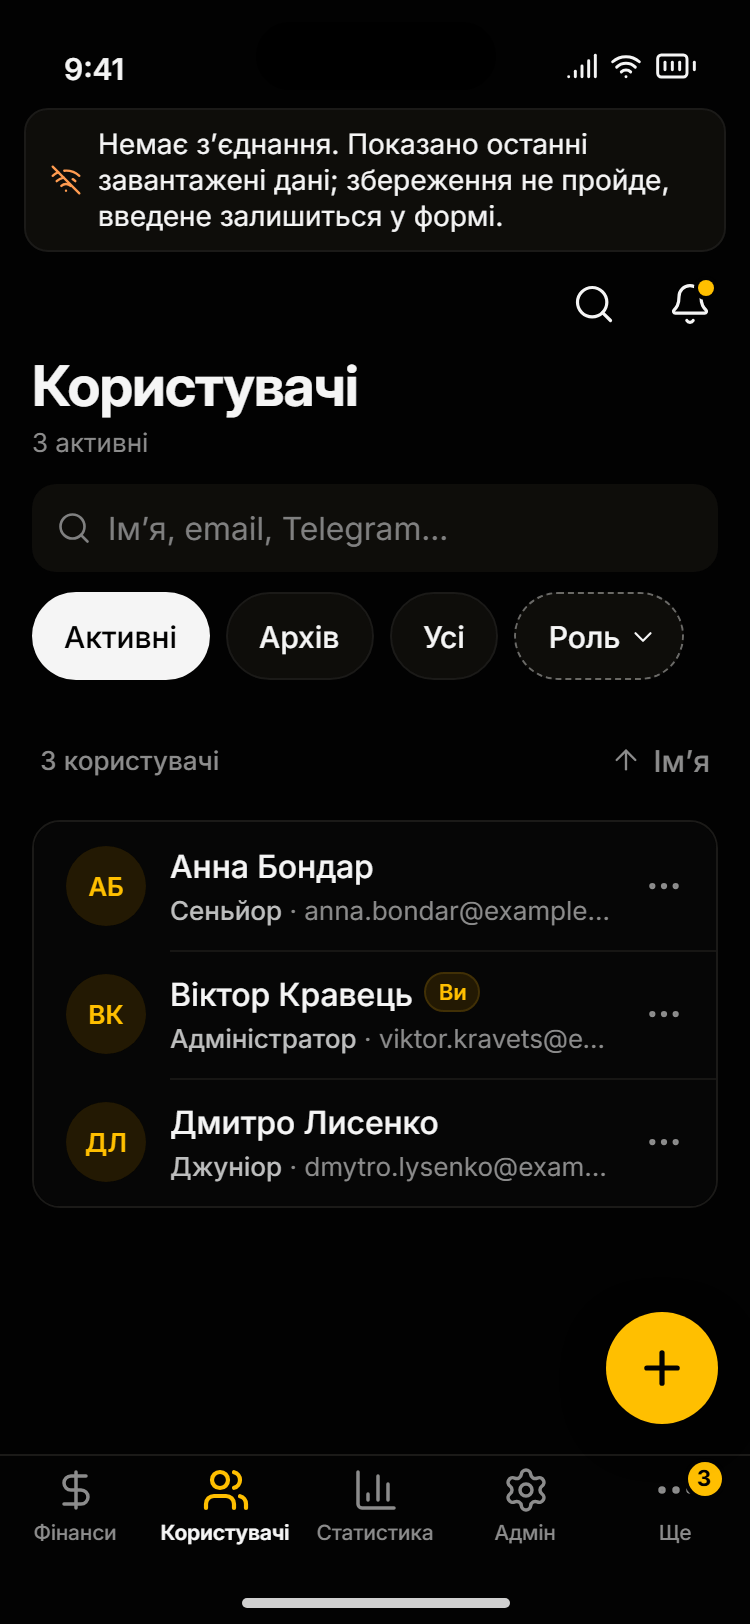 9:41
Немає з’єднання. Показано останні
завантажені дані; збереження не пройде,
введене залишиться у формі.
Користувачі
3 активні
Ім’я, email, Telegram...
Активні Архів Усі Роль
3 користувачі ↑ Ім’я
АБ Анна Бондар
Сеньйор · anna.bondar@example...
ВК Віктор Кравець Ви
Адміністратор · viktor.kravets@e...
ДЛ Дмитро Лисенко
Джуніор · dmytro.lysenko@exam...
3
Фінанси Користувачі Статистика Адмін Ще